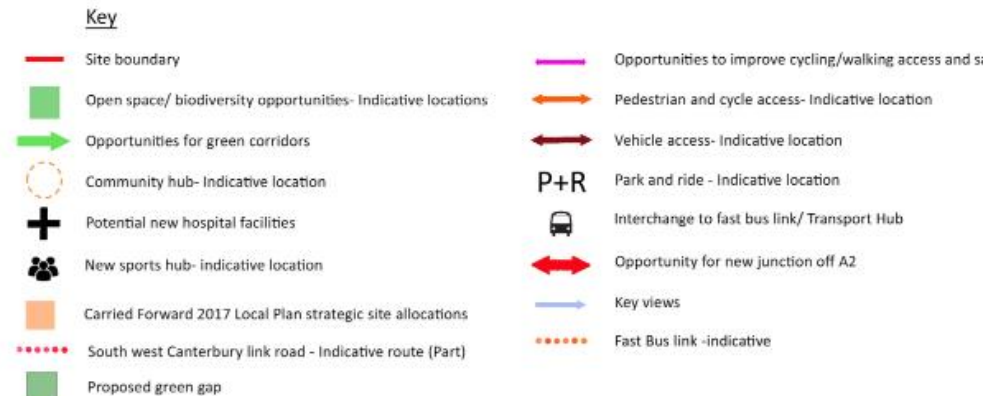 Key
Site boundary
Open space/ biodiversity opportunities- Indicative locations
Opportunities for green corridors
Community hub- Indicative location
Potential new hospital facilities
New sports hub- indicative location
Carried Forward 2017 Local Plan strategic site allocations
South west Canterbury link road - Indicative route (Part)
Proposed green gap
Opportunities to improve cycling/walking access and
Pedestrian and cycle access- Indicative location
Vehicle access- Indicative location
P+R Park and ride - Indicative location
Interchange to fast bus link/ Transport Hub
Opportunity for new junction off A2
Key views
Fast Bus link -indicative